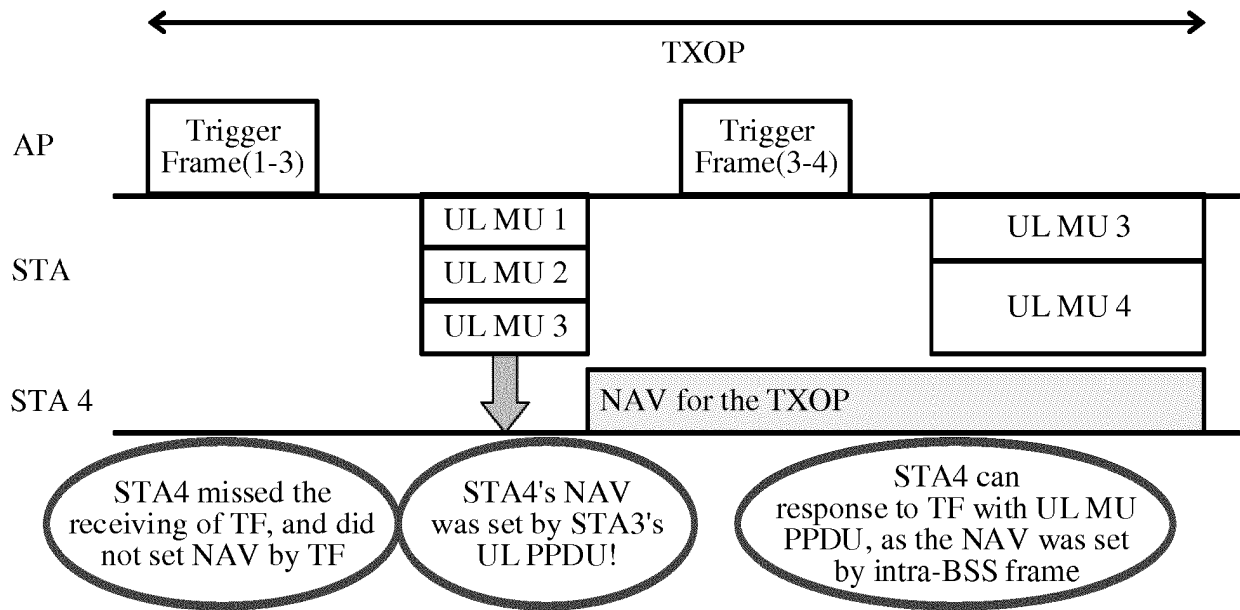 TXOP
AP
Trigger
Frame(1-3)
Trigger
Frame(3-4)
STA
UL MU 1
UL MU 2
UL MU 3
UL MU 3
UL MU 4
STA 4
NAV for the TXOP
STA4 missed the
receiving of TF, and did
not set NAV by TF
STA4's NAV
was set by STA3's
UL PPDU!
STA4 can
response to TF with UL MU
PPDU, as the NAV was set
by intra-BSS frame